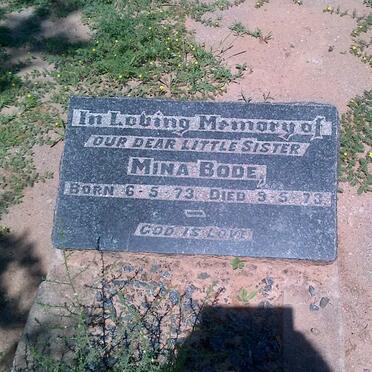 In Loving Memory of
OUR DEAR LITTLE SISTER
MINA BODE,
BORN 6-5-73. DIED 9-5-73.
GOD IS LOVE